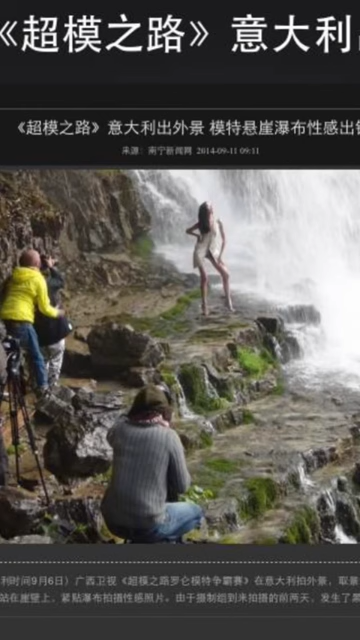 《超模之路》意大利
《超模之路》意大利出外景 模特悬崖瀑布性感出
来源：南宁新闻网 2014-09-11 09:11
利时间9月6日）广西卫视《超模之路罗仑模特争霸赛》在意大利拍外景，取景
站在崖壁上，紧贴瀑布拍摄性感照片。由于摄制组到来拍摄的前两天，发生了